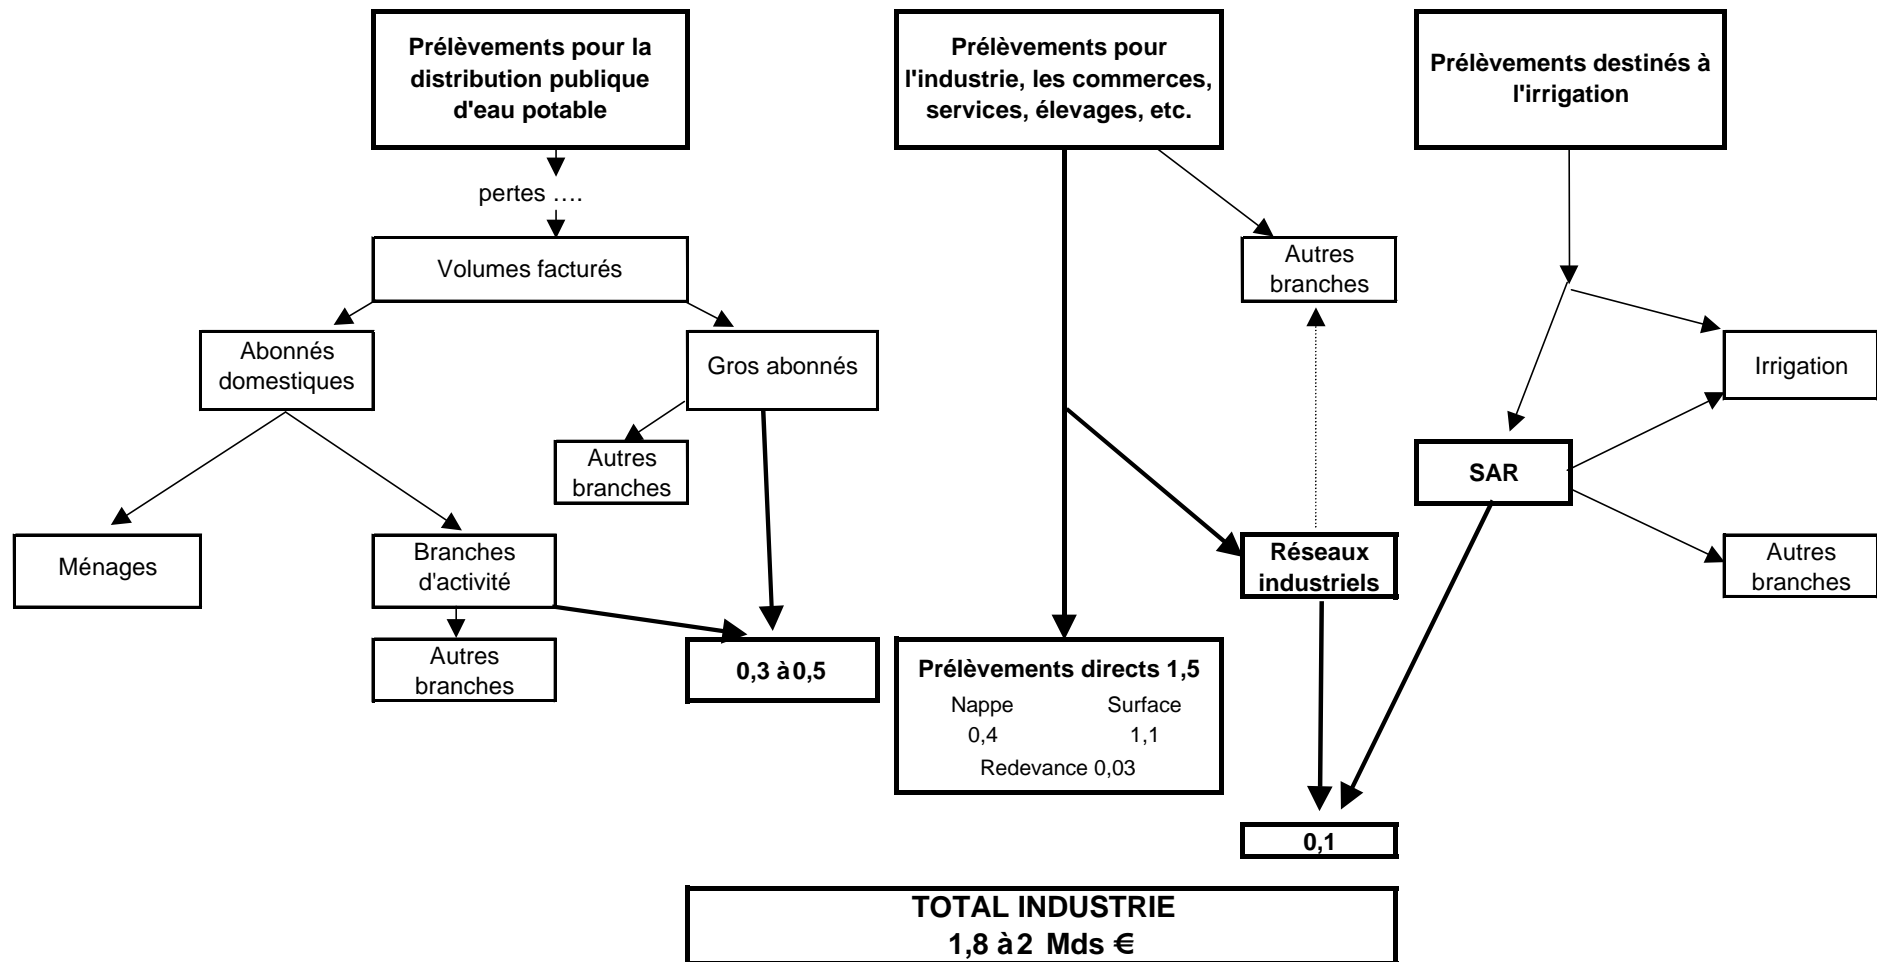 Prélèvements pour la
distribution publique
d'eau potable
Prélèvements pour
l'industrie, les commerces,
services, élevages, etc.
Prélèvements destinés à
l'irrigation
pertes ….
Volumes facturés
Autres
branches
Abonnés
domestiques
Gros abonnés
Irrigation
Autres
branches
SAR
Ménages
Branches
d'activité
Réseaux
industriels
Autres
branches
Autres
branches
0,3 à 0,5
Prélèvements directs 1,5
Nappe Surface
0,4 1,1
Redevance 0,03
0,1
TOTAL INDUSTRIE
1,8 à 2 Mds €